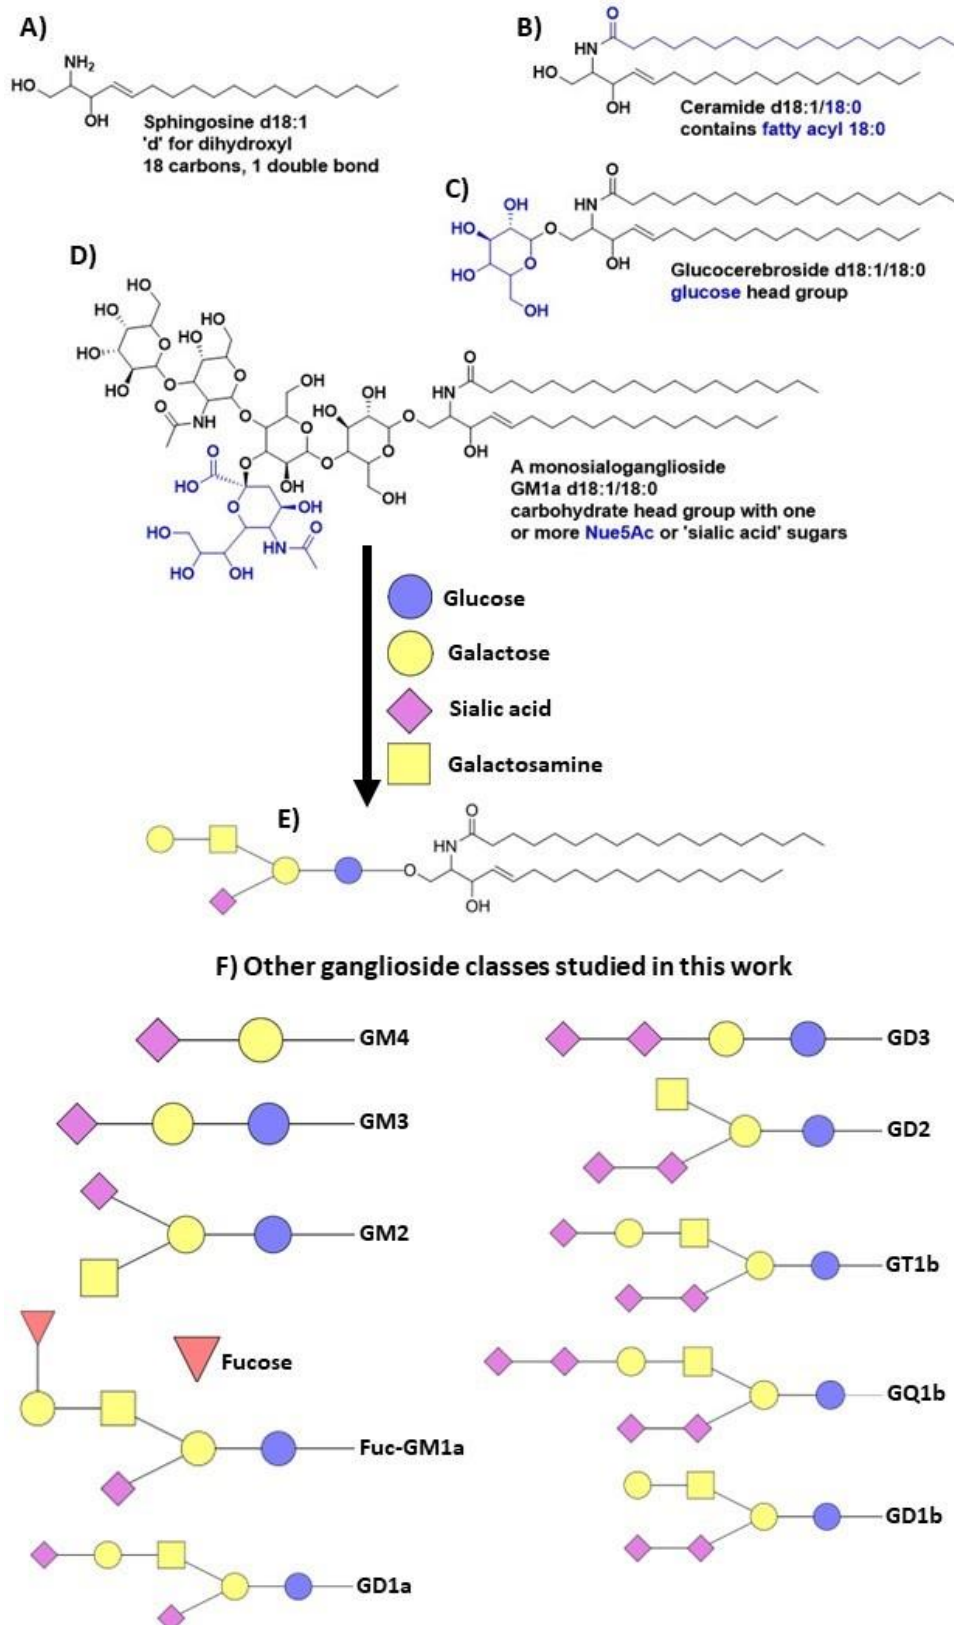 A)
NH2
HO
OH
Sphingosine d18:1
'd' for dihydroxyl
18 carbons, 1 double bond
B)
O
HN
HO
OH
Ceramide d18:1/18:0
contains fatty acyl 18:0
C)
O
HN
OH
HO
O
HO
O
OH
OH
Glucocerebroside d18:1/18:0
glucose head group
D)
HO
HO
HO
HO
O
HO
HO
O
O
O
NH
O
OH
O
O
OH
O
HO
OH
O
O
OH
O
HN
OH
O
HO
O
OH
HO
HO
OH
HN
O
A monosialoganglioside
GM1a d18:1/18:0
carbohydrate head group with one
or more Nue5Ac or 'sialic acid' sugars
Glucose
Galactose
Sialic acid
Galactosamine
E)
O
HN
O
OH
F) Other ganglioside classes studied in this work
GM4
GM3
GM2
Fucose
Fuc-GM1a
GD1a
GD3
GD2
GT1b
GQ1b
GD1b